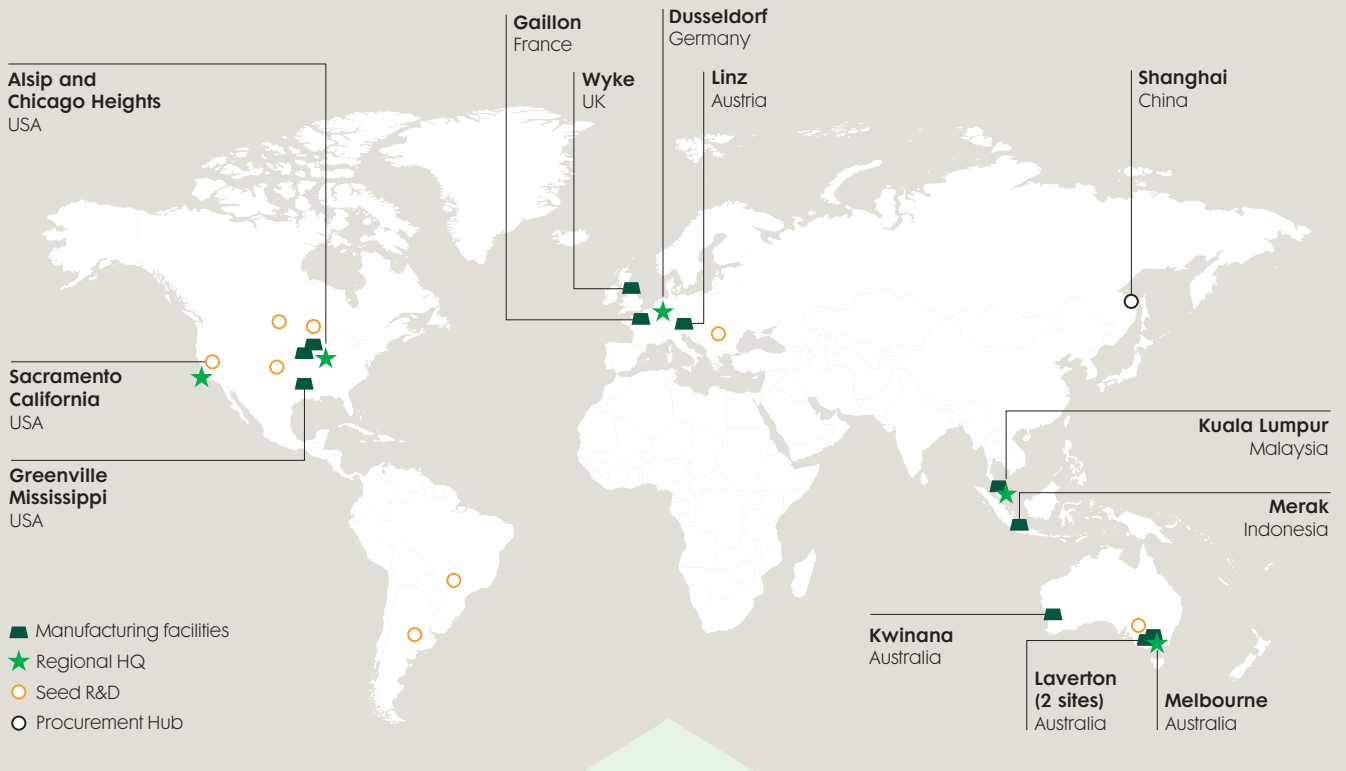 Gaillon
France
Dusseldorf
Germany
Alsip and
Chicago Heights
USA
Wyke
UK
Linz
Austria
Shanghai
China
Sacramento
California
USA
Greenville
Mississippi
USA
Kuala Lumpur
Malaysia
Merak
Indonesia
Kwinana
Australia
Laverton
(2 sites)
Australia
Melbourne
Australia
Manufacturing facilities
Regional HQ
Seed R&D
Procurement Hub